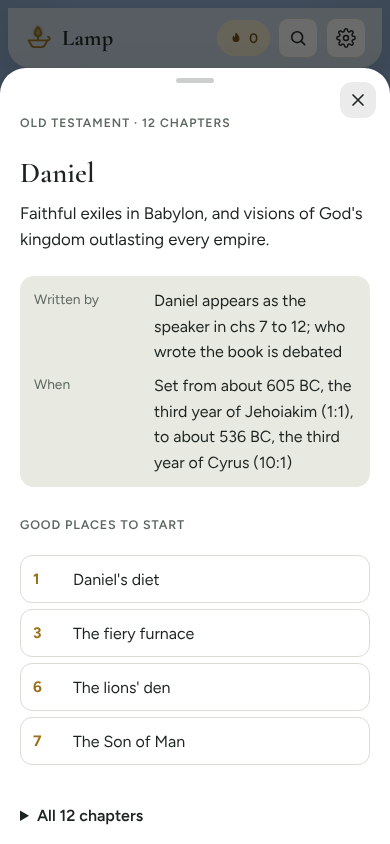 Lamp
0
OLD TESTAMENT · 12 CHAPTERS
Daniel
Faithful exiles in Babylon, and visions of God's
kingdom outlasting every empire.
Written by
Daniel appears as the
speaker in chs 7 to 12; who
wrote the book is debated
When
Set from about 605 BC, the
third year of Jehoiakim (1:1),
to about 536 BC, the third
year of Cyrus (10:1)
GOOD PLACES TO START
1 Daniel's diet
3 The fiery furnace
6 The lions' den
7 The Son of Man
All 12 chapters